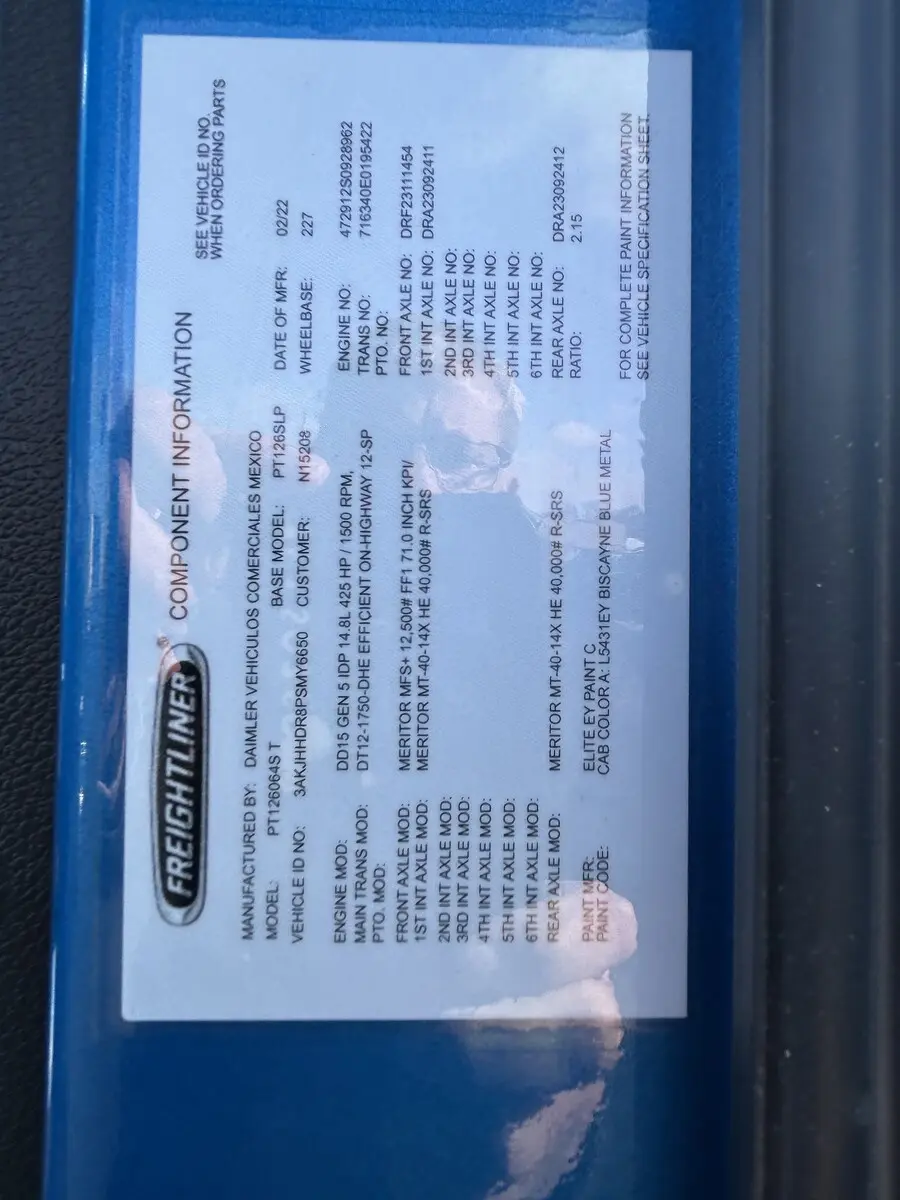 FREIGHTLINER® COMPONENT INFORMATION
SEE VEHICLE ID NO.
WHEN ORDERING PARTS
MANUFACTURED BY: DAIMLER VEHICULOS COMERCIALES MEXICO
MODEL: PT126064S T BASE MODEL: PT126SLP DATE OF MFR: 02/22
VEHICLE ID NO: 3AKJHHDR8PSMY6650 CUSTOMER: N15208 WHEELBASE: 227
ENGINE MOD: DD15 GEN 5 IDP 14.8L 425 HP / 1500 RPM, ENGINE NO: 472912S0928962
MAIN TRANS MOD: DT12-1750-DHE EFFICIENT ON-HIGHWAY 12-SP TRANS NO: 716340E0195422
PTO. MOD: PTO. NO:
FRONT AXLE MOD: MERITOR MFS+ 12,500# FF1 71.0 INCH KPI/ FRONT AXLE NO: DRF23111454
1ST INT AXLE MOD: MERITOR MT-40-14X HE 40,000# R-SRS 1ST INT AXLE NO: DRA23092411
2ND INT AXLE MOD: 2ND INT AXLE NO:
3RD INT AXLE MOD: 3RD INT AXLE NO:
4TH INT AXLE MOD: 4TH INT AXLE NO:
5TH INT AXLE MOD: 5TH INT AXLE NO:
6TH INT AXLE MOD: 6TH INT AXLE NO:
REAR AXLE MOD: MERITOR MT-40-14X HE 40,000# R-SRS REAR AXLE NO: DRA23092412
RATIO: 2.15
PAINT MFR: ELITE EY PAINT C
PAINT CODE: CAB COLOR A: L5431EY BISCAYNE BLUE METAL
FOR COMPLETE PAINT INFORMATION
SEE VEHICLE SPECIFICATION SHEET.